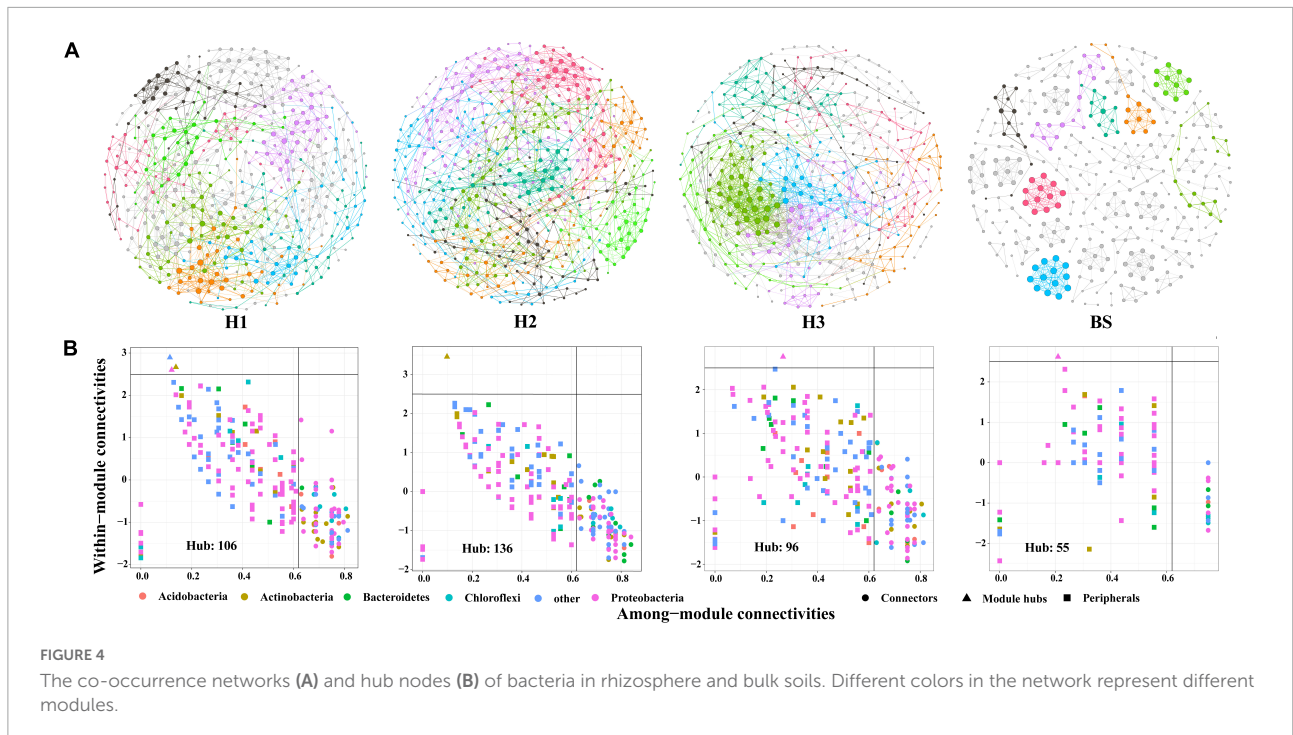 A
H1 H2 H3 BS
B
Within-module connectivities
3
2
1
0
−1
−2
Hub: 106
0.0 0.2 0.4 0.6 0.8
3
2
1
0
−1
−2
Hub: 136
0.0 0.2 0.4 0.6 0.8
2
1
0
−1
−2
Hub: 96
0.0 0.2 0.4 0.6 0.8
2
1
0
−1
−2
Hub: 55
0.0 0.2 0.4 0.6
Acidobacteria Actinobacteria Bacteroidetes Chloroflexi other Proteobacteria Connectors Module hubs Peripherals
Among−module connectivities
FIGURE 4
The co-occurrence networks (A) and hub nodes (B) of bacteria in rhizosphere and bulk soils. Different colors in the network represent different
modules.